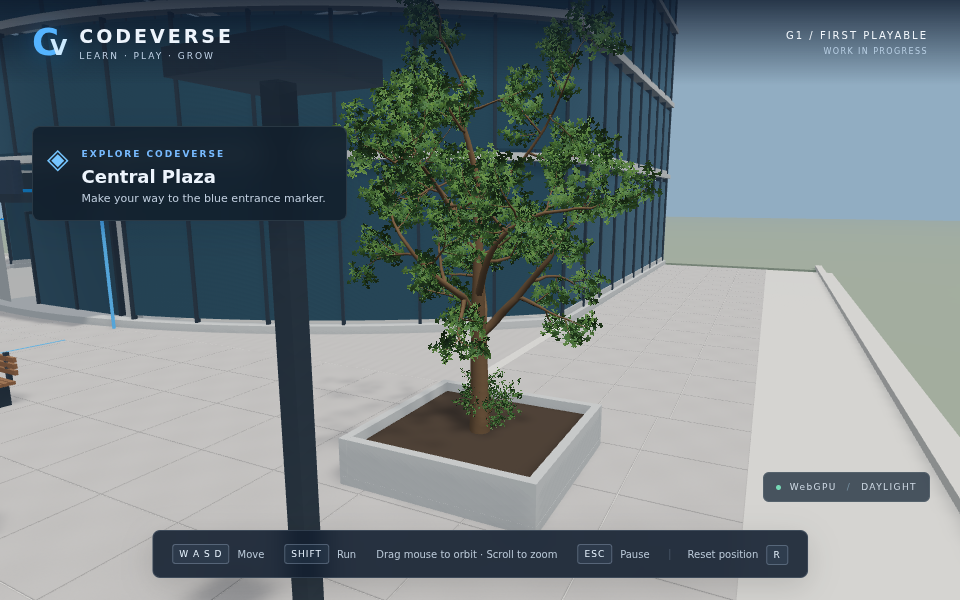 CV CODEVERSE
LEARN · PLAY · GROW
G1 / FIRST PLAYABLE
WORK IN PROGRESS
EXPLORE CODEVERSE
Central Plaza
Make your way to the blue entrance marker.
WebGPU / DAYLIGHT
W A S D Move SHIFT Run Drag mouse to orbit · Scroll to zoom ESC Pause | Reset position R